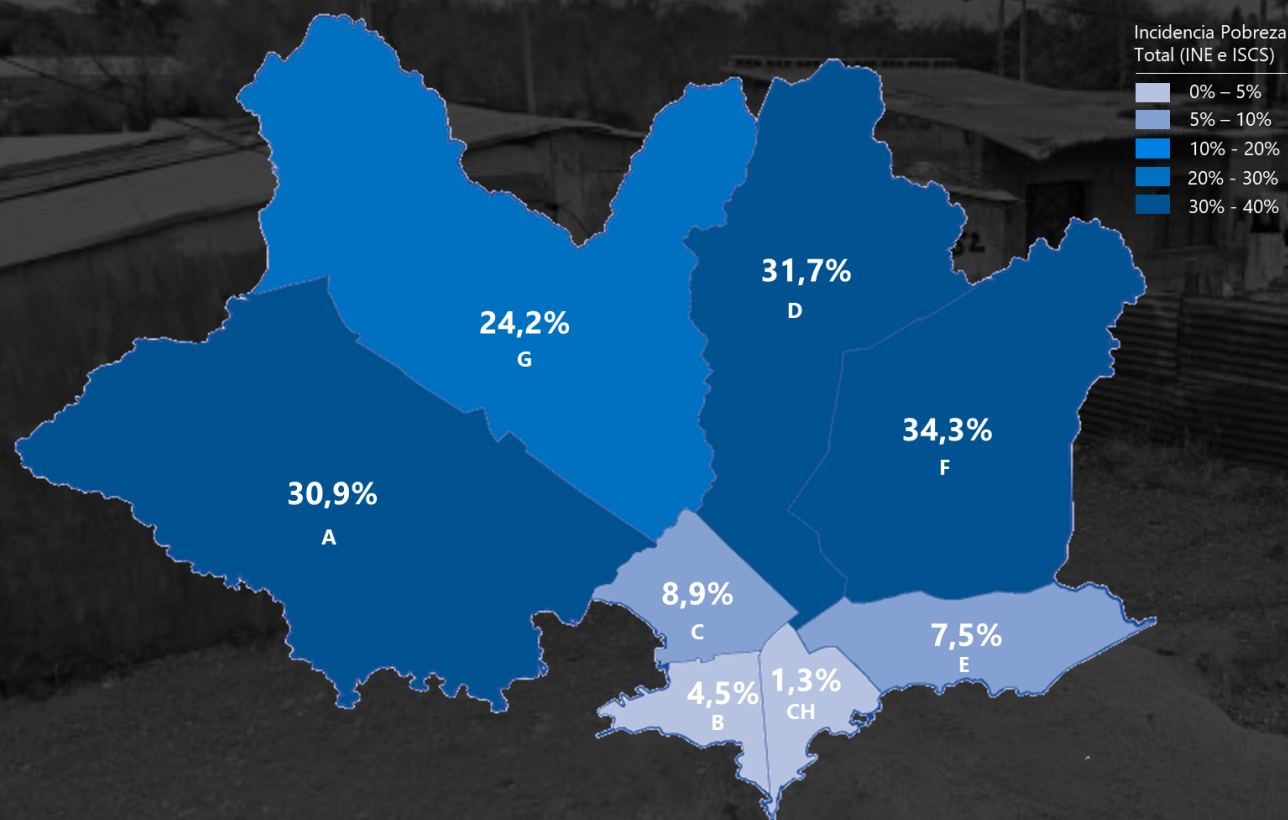 Incidencia Pobreza
Total (INE e ISCS)
0% – 5%
5% – 10%
10% - 20%
20% - 30%
30% - 40%
31,7%
D
24,2%
G
34,3%
F
30,9%
A
8,9%
C
7,5%
E
4,5%
B
1,3%
CH